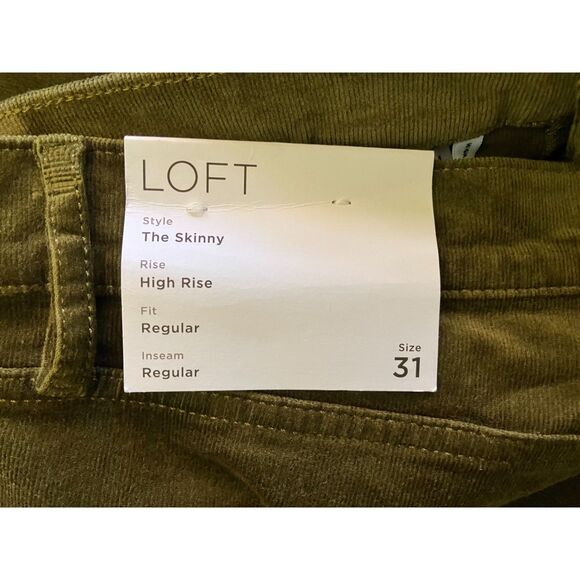 LOFT
Style
The Skinny
Rise
High Rise
Fit
Regular
Inseam
Regular
Size
31